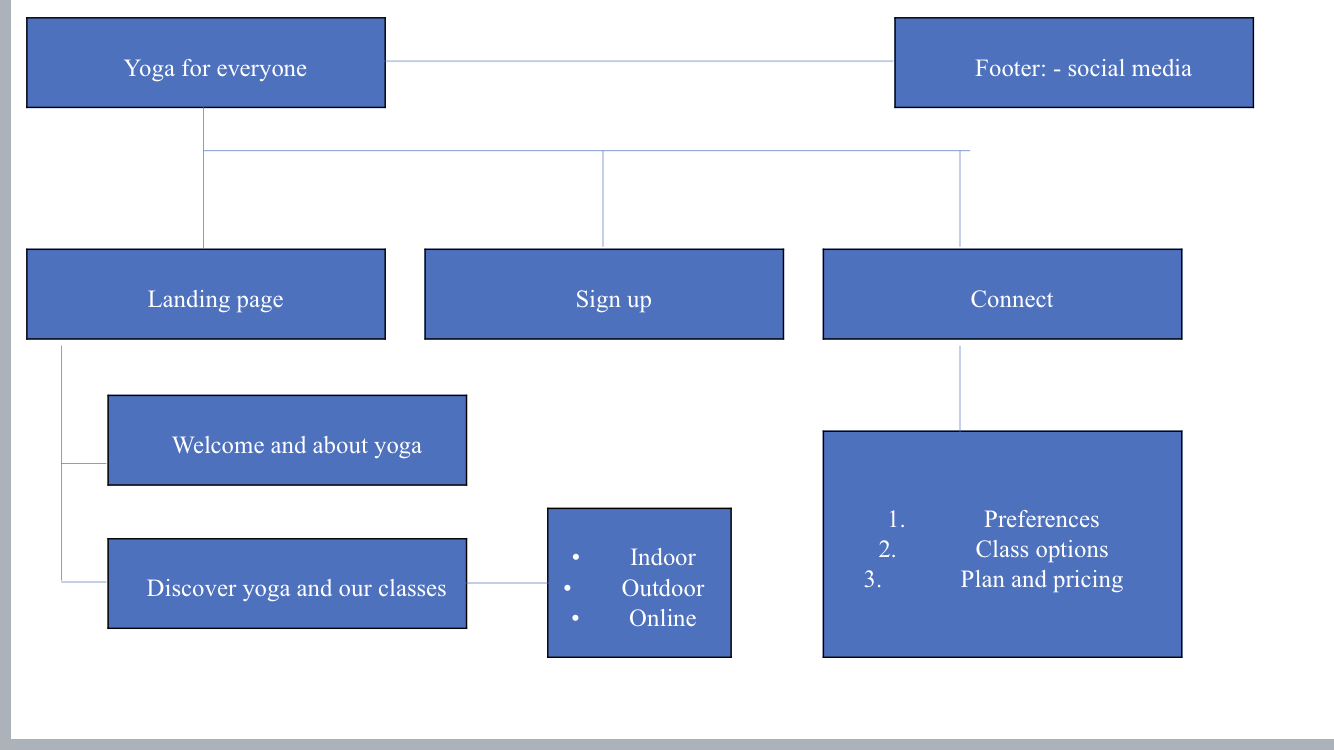 Yoga for everyone
Footer: - social media
Landing page
Sign up
Connect
Welcome and about yoga
Discover yoga and our classes
• Indoor
• Outdoor
• Online
1. Preferences
2. Class options
3. Plan and pricing